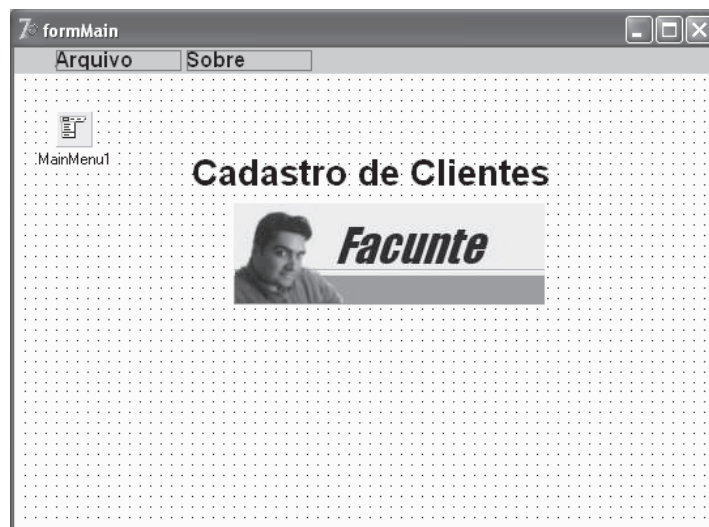 formMain
Arquivo Sobre
MainMenu1
Cadastro de Clientes
Facunte